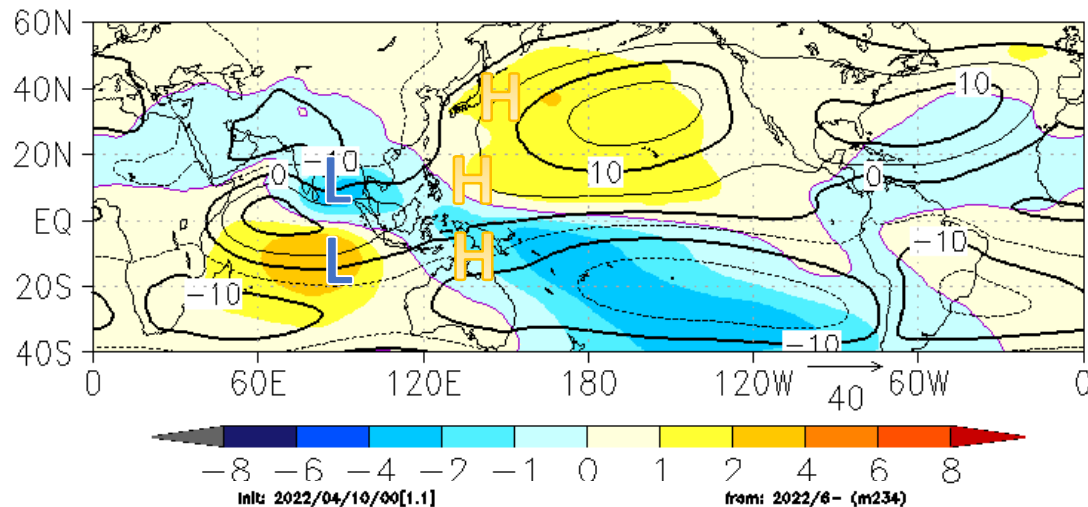 60N
40N
20N
EQ
20S
40S
H
10
-10
H
L
0
10
0
H
L
-10
-10
-10
0 60E 120E 180 120W 60W 0
40
-8 -6 -4 -2 -1 0 1 2 4 6 8
init: 2022/04/10/00[1.1] from: 2022/6- (m234)